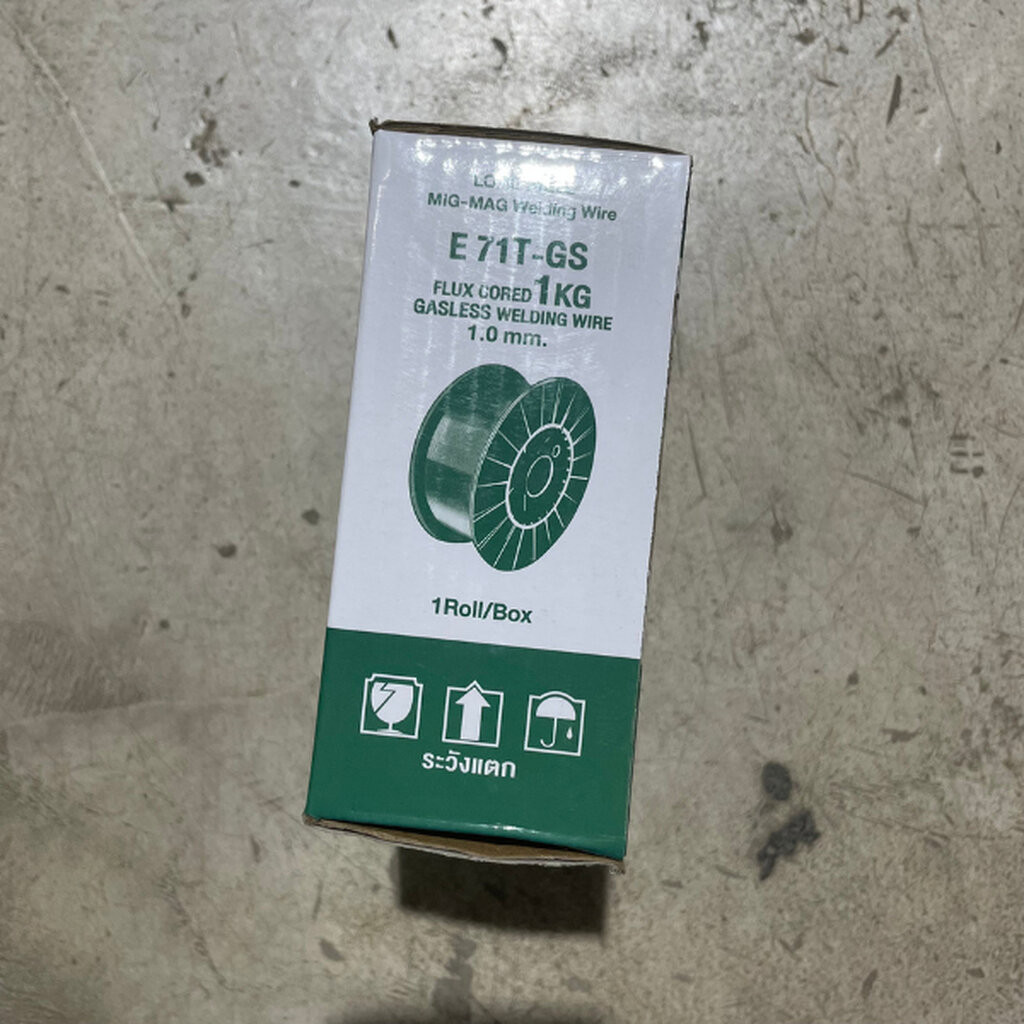 MiG-MAG Welding Wire
E 71T-GS
FLUX CORED 1KG
GASLESS WELDING WIRE
1.0 mm.
1Roll/Box
ระวังแตก